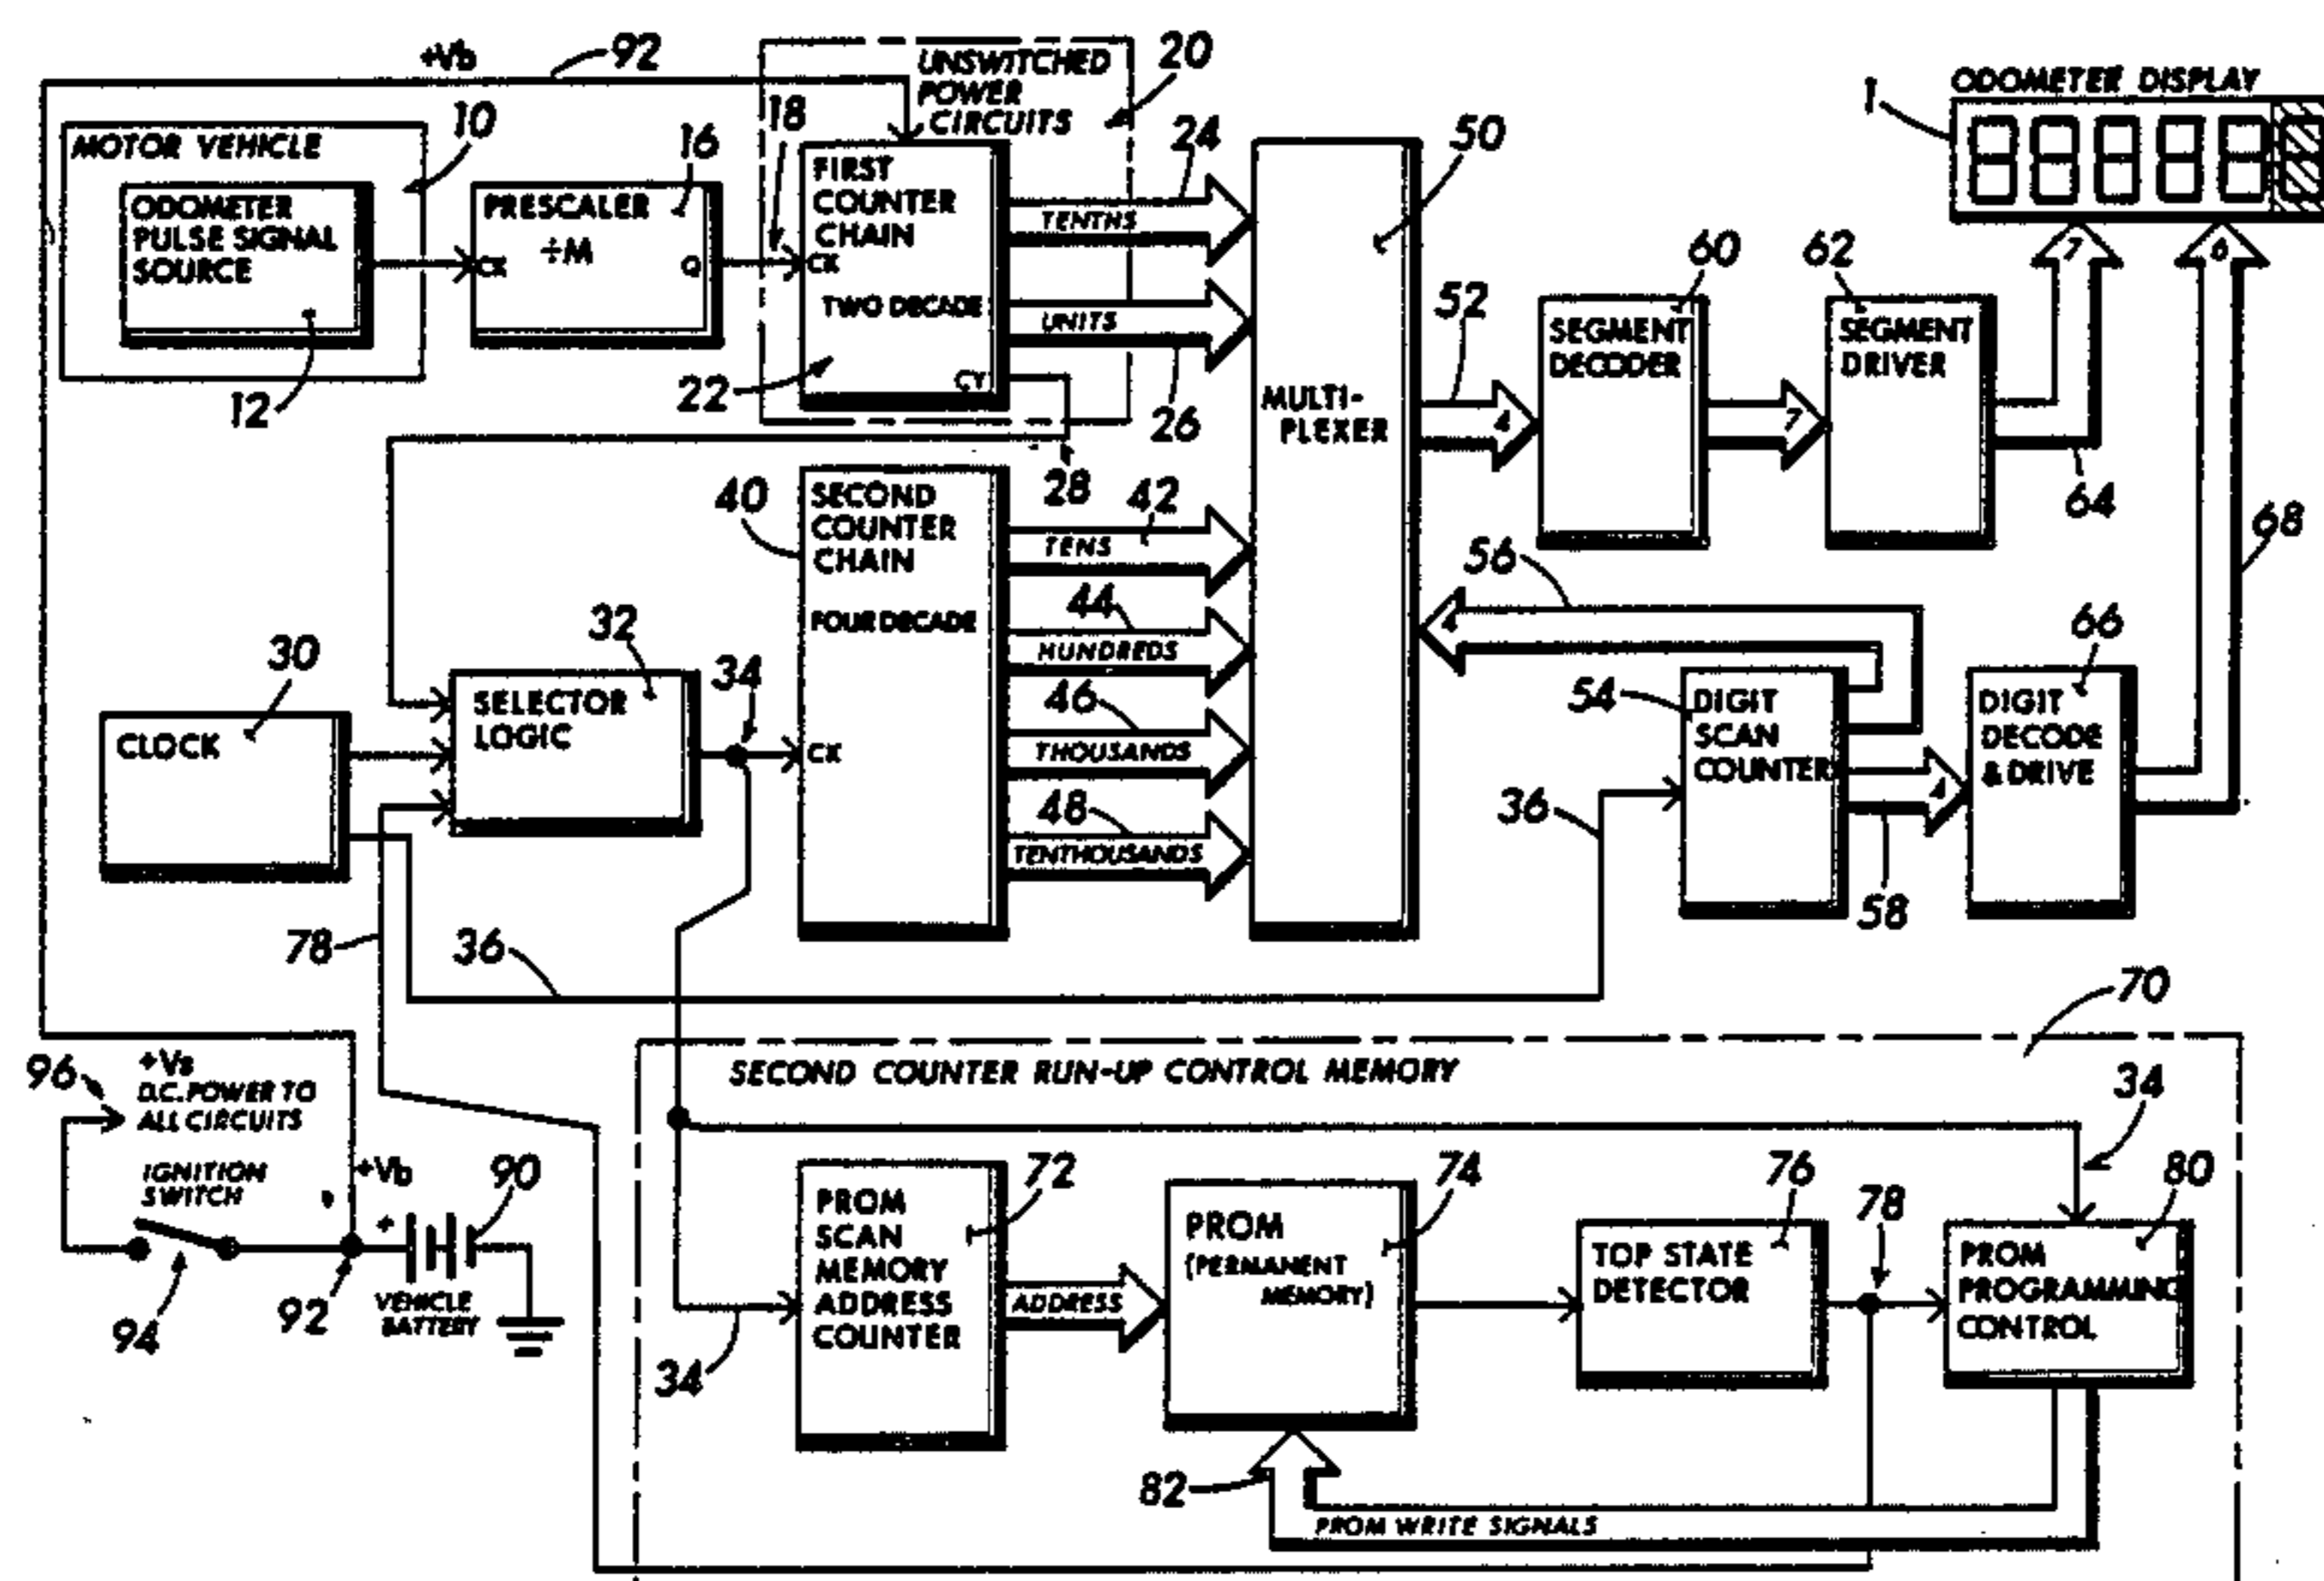 +Vb
92
UNSWITCHED
POWER
CIRCUITS
20
ODOMETER DISPLAY
1
MOTOR VEHICLE
10
ODOMETER
PULSE SIGNAL
SOURCE
12
16
PRESCALER
÷M
CK
Q
18
FIRST
COUNTER
CHAIN
CK
TWO DECADE
CY
22
24
TENTHS
UNITS
26
28
50
MULTI-
PLEXER
52
4
60
SEGMENT
DECODER
7
62
SEGMENT
DRIVER
7
6
64
68
40
SECOND
COUNTER
CHAIN
FOUR DECADE
CK
42
TENS
44
HUNDREDS
46
THOUSANDS
48
TENTHOUSANDS
56
4
54
DIGIT
SCAN
COUNTER
4
58
66
DIGIT
DECODE
& DRIVE
36
30
CLOCK
32
SELECTOR
LOGIC
34
78
36
70
96
+Vs
D.C. POWER TO
ALL CIRCUITS
IGNITION
SWITCH
+Vb
90
+
94
92
VEHICLE
BATTERY
SECOND COUNTER RUN-UP CONTROL MEMORY
34
72
PROM
SCAN
MEMORY
ADDRESS
COUNTER
34
ADDRESS
74
PROM
(PERMANENT
MEMORY)
76
TOP STATE
DETECTOR
78
80
PROM
PROGRAMMING
CONTROL
82
PROM WRITE SIGNALS